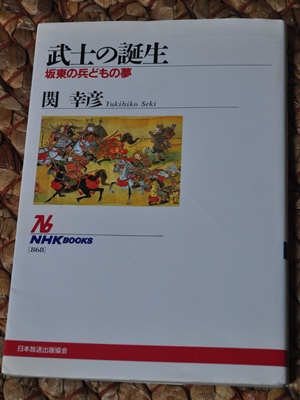 武士の誕生
坂東の兵どもの夢
関 幸彦 Yukihiko Seki
NHK BOOKS
[868]
日本放送出版協会